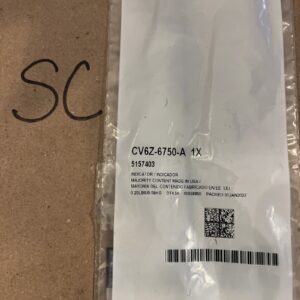 SC
CV6Z-6750-A 1X
5157403
INDICATOR / INDICADOR
MAJORITY CONTENT MADE IN USA /
MAYORIA DEL CONTENIDO FABRICADO EN EE. UU.